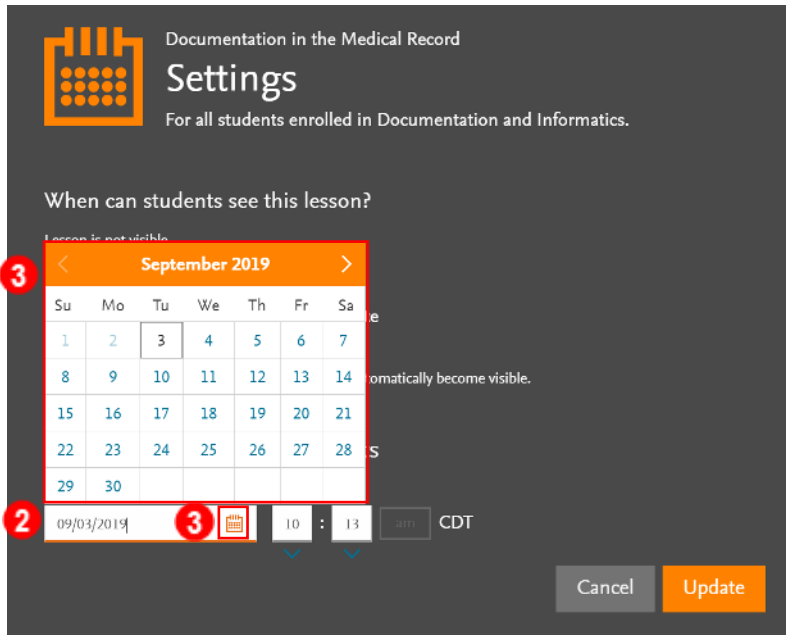 Documentation in the Medical Record
Settings
For all students enrolled in Documentation and Informatics.
When can students see this lesson?
Lesson is not visible
3
September 2019
Su Mo Tu We Th Fr Sa
1 2 3 4 5 6 7
8 9 10 11 12 13 14
tomatically become visible.
15 16 17 18 19 20 21
22 23 24 25 26 27 28
29 30
2 09/03/2019 3 10 : 13 am CDT
Cancel Update